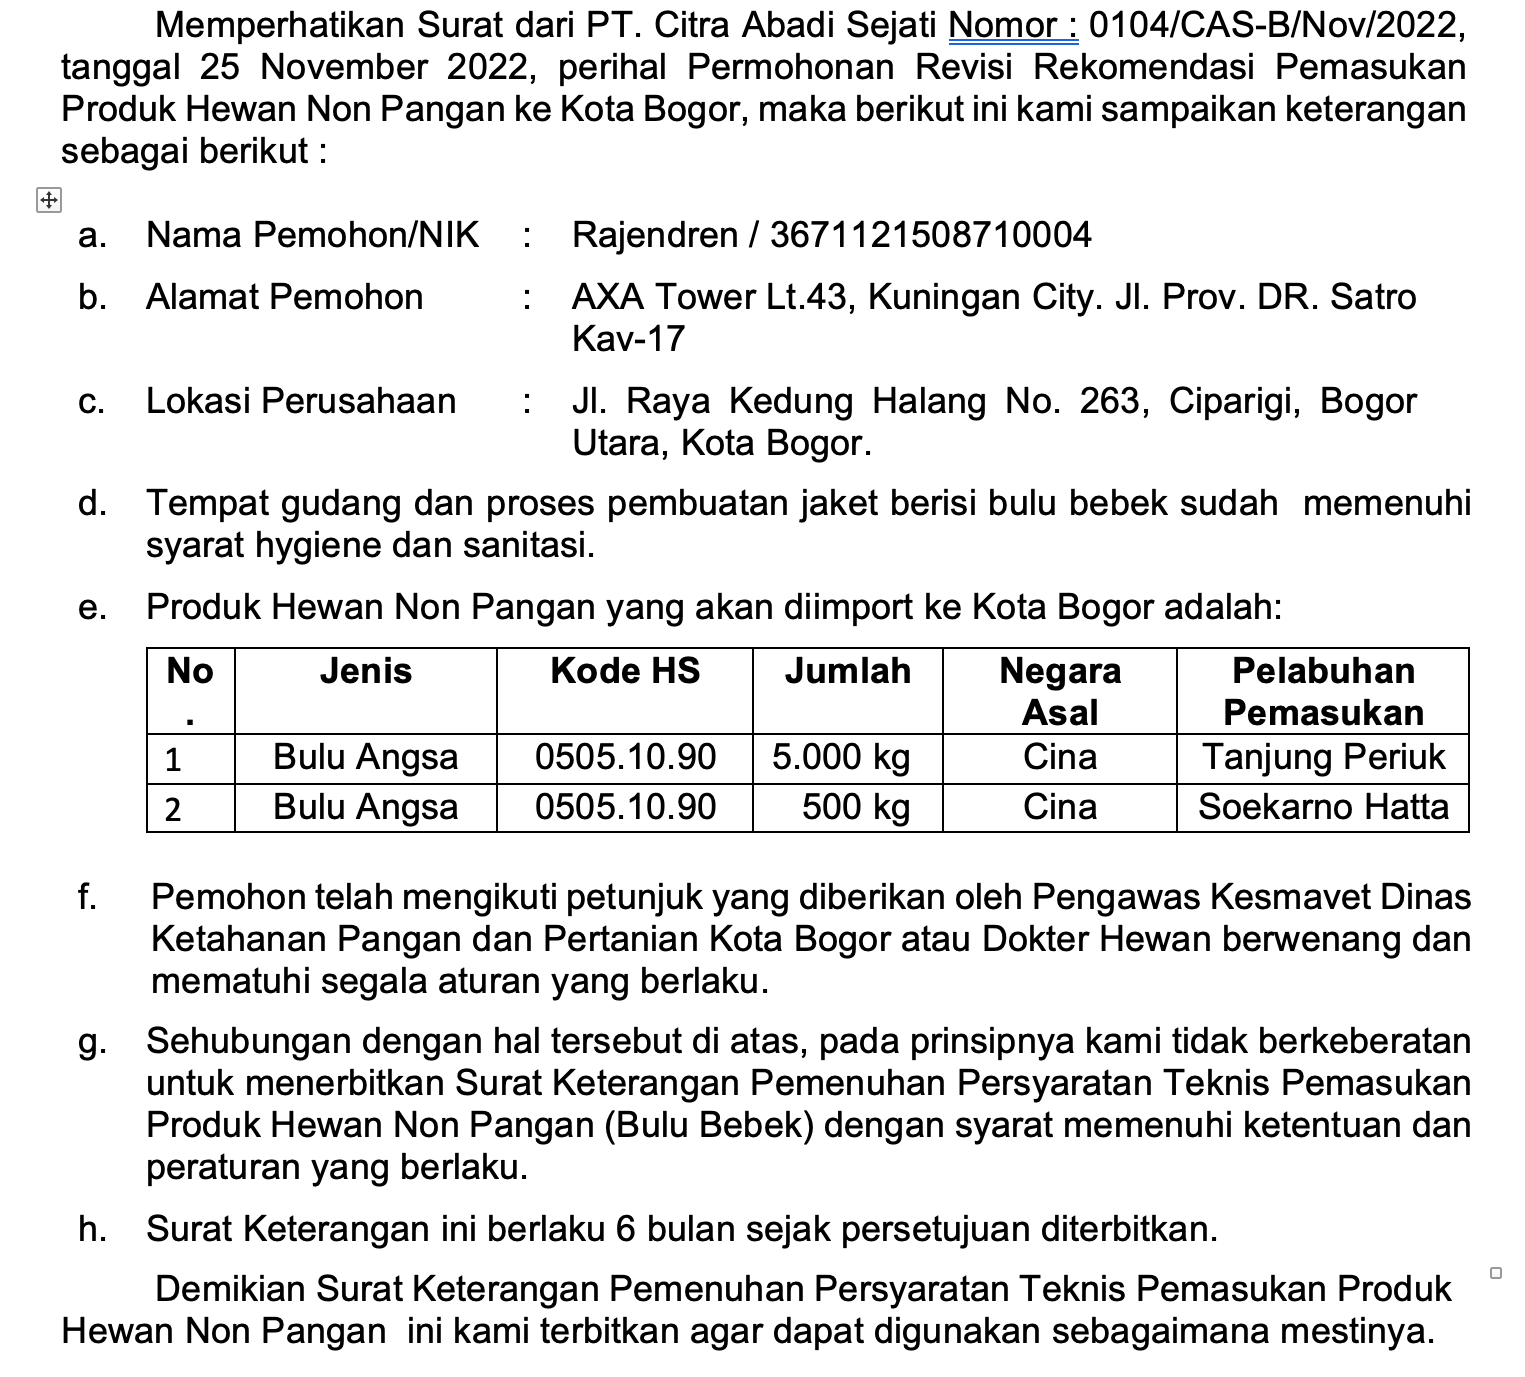 Memperhatikan Surat dari PT. Citra Abadi Sejati Nomor : 0104/CAS-B/Nov/2022,
tanggal 25 November 2022, perihal Permohonan Revisi Rekomendasi Pemasukan
Produk Hewan Non Pangan ke Kota Bogor, maka berikut ini kami sampaikan keterangan
sebagai berikut :
a. Nama Pemohon/NIK : Rajendren / 3671121508710004
b. Alamat Pemohon : AXA Tower Lt.43, Kuningan City. Jl. Prov. DR. Satro
Kav-17
c. Lokasi Perusahaan : Jl. Raya Kedung Halang No. 263, Ciparigi, Bogor
Utara, Kota Bogor.
d. Tempat gudang dan proses pembuatan jaket berisi bulu bebek sudah memenuhi
syarat hygiene dan sanitasi.
e. Produk Hewan Non Pangan yang akan diimport ke Kota Bogor adalah:
No Jenis Kode HS Jumlah Negara Pelabuhan
. Asal Pemasukan
1 Bulu Angsa 0505.10.90 5.000 kg Cina Tanjung Periuk
2 Bulu Angsa 0505.10.90 500 kg Cina Soekarno Hatta
f. Pemohon telah mengikuti petunjuk yang diberikan oleh Pengawas Kesmavet Dinas
Ketahanan Pangan dan Pertanian Kota Bogor atau Dokter Hewan berwenang dan
mematuhi segala aturan yang berlaku.
g. Sehubungan dengan hal tersebut di atas, pada prinsipnya kami tidak berkeberatan
untuk menerbitkan Surat Keterangan Pemenuhan Persyaratan Teknis Pemasukan
Produk Hewan Non Pangan (Bulu Bebek) dengan syarat memenuhi ketentuan dan
peraturan yang berlaku.
h. Surat Keterangan ini berlaku 6 bulan sejak persetujuan diterbitkan.
Demikian Surat Keterangan Pemenuhan Persyaratan Teknis Pemasukan Produk
Hewan Non Pangan ini kami terbitkan agar dapat digunakan sebagaimana mestinya.